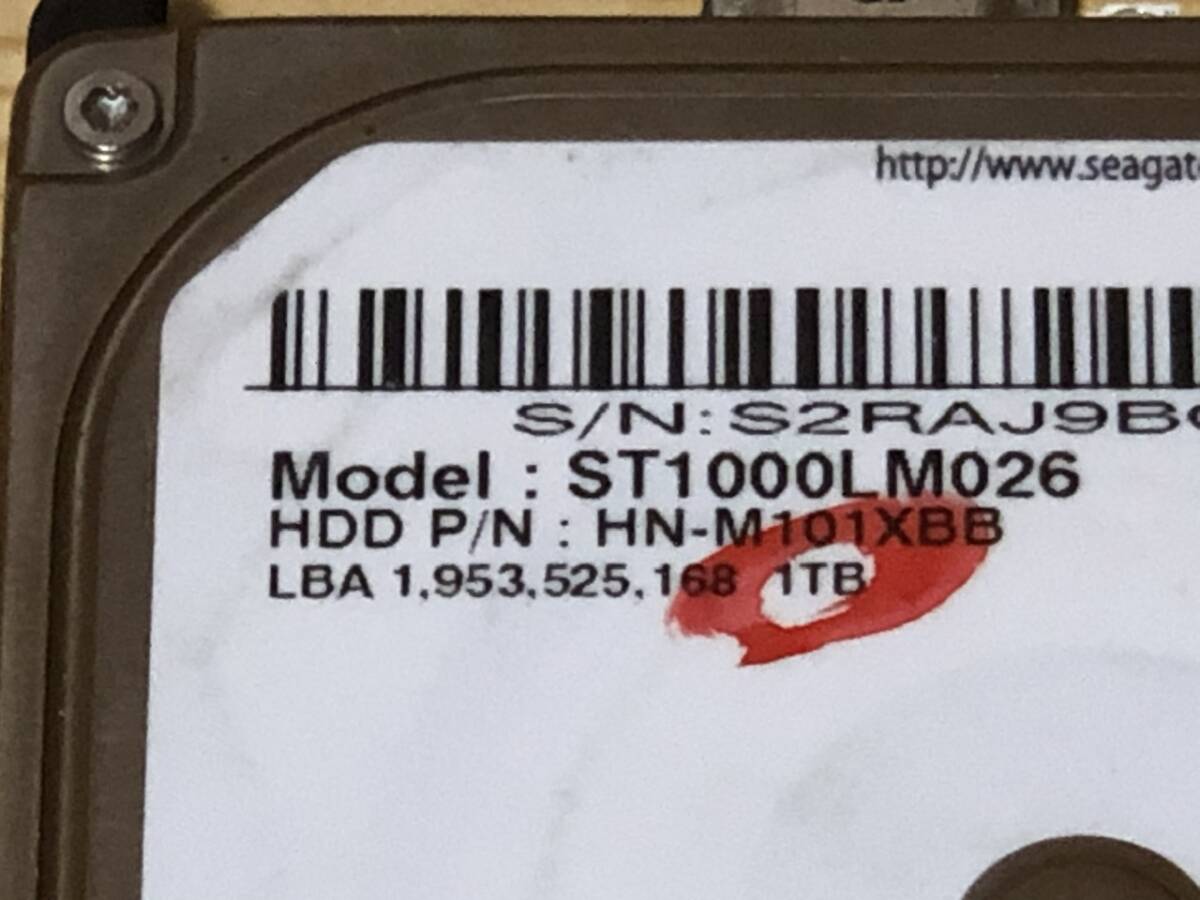 http://www.seagat
S/N: S2RAJ9B
Model : ST1000LM026
HDD P/N : HN-M101XBB
LBA 1,953,525,168 1TB